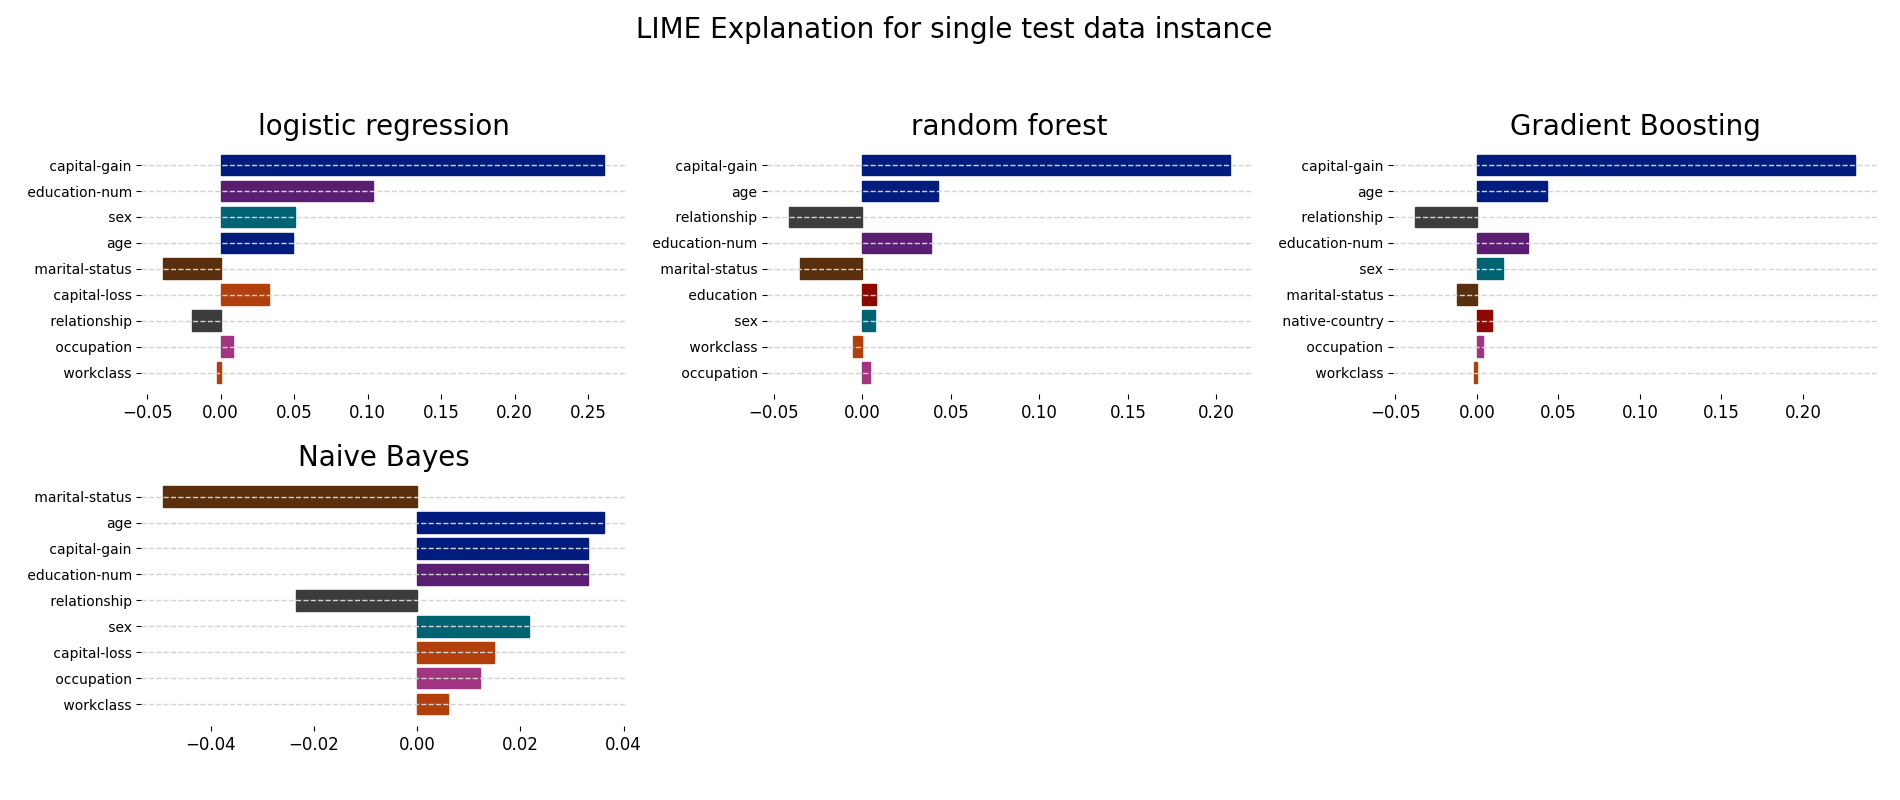 LIME Explanation for single test data instance
logistic regression
capital-gain
education-num
sex
age
marital-status
capital-loss
relationship
occupation
workclass
−0.05 0.00 0.05 0.10 0.15 0.20 0.25
random forest
capital-gain
age
relationship
education-num
marital-status
education
sex
workclass
occupation
−0.05 0.00 0.05 0.10 0.15 0.20
Gradient Boosting
capital-gain
age
relationship
education-num
sex
marital-status
native-country
occupation
workclass
−0.05 0.00 0.05 0.10 0.15 0.20
Naive Bayes
marital-status
age
capital-gain
education-num
relationship
sex
capital-loss
occupation
workclass
−0.04 −0.02 0.00 0.02 0.04